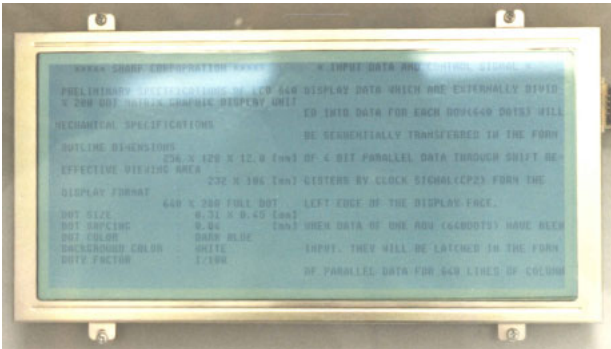 ***** SHARP CORPORATION *****
PRELIMINARY SPECIFICATIONS OF LCD 640
X 200 DOT MATRIX GRAPHIC DISPLAY UNIT
MECHANICAL SPECIFICATIONS
OUTLINE DIMENSIONS
256 X 128 X 12.0 [mm]
EFFECTIVE VIEWING AREA
232 X 104 [mm]
DISPLAY FORMAT
640 X 200 FULL DOT
DOT SIZE : 0.31 X 0.45 [mm]
DOT SAPCING : 0.04 [mm]
DOT COLOR : DARK BLUE
BACKGROUND COLOR : WHITE
DUTY FACTOR : 1/100
* INPUT DATA AND CONTROL SIGNAL *
DISPLAY DATA WHICH ARE EXTERNALLY DIVID
ED INTO DATA FOR EACH ROW(640 DOTS) WILL
BE SEQUENTIALLY TRANSFERED IN THE FORM
OF 4 BIT PARALLEL DATA THROUGH SHIFT RE-
GISTERS BY CLOCK SIGNAL(CP2) FORM THE
LEFT EDGE OF THE DISPLAY FACE.
WHEN DATA OF ONE ROW (640DOTS) HAVE BEEN
INPUT. THEY WILL BE LATCHED IN THE FORM
OF PARALLEL DATA FOR 640 LINES OF COLUMN